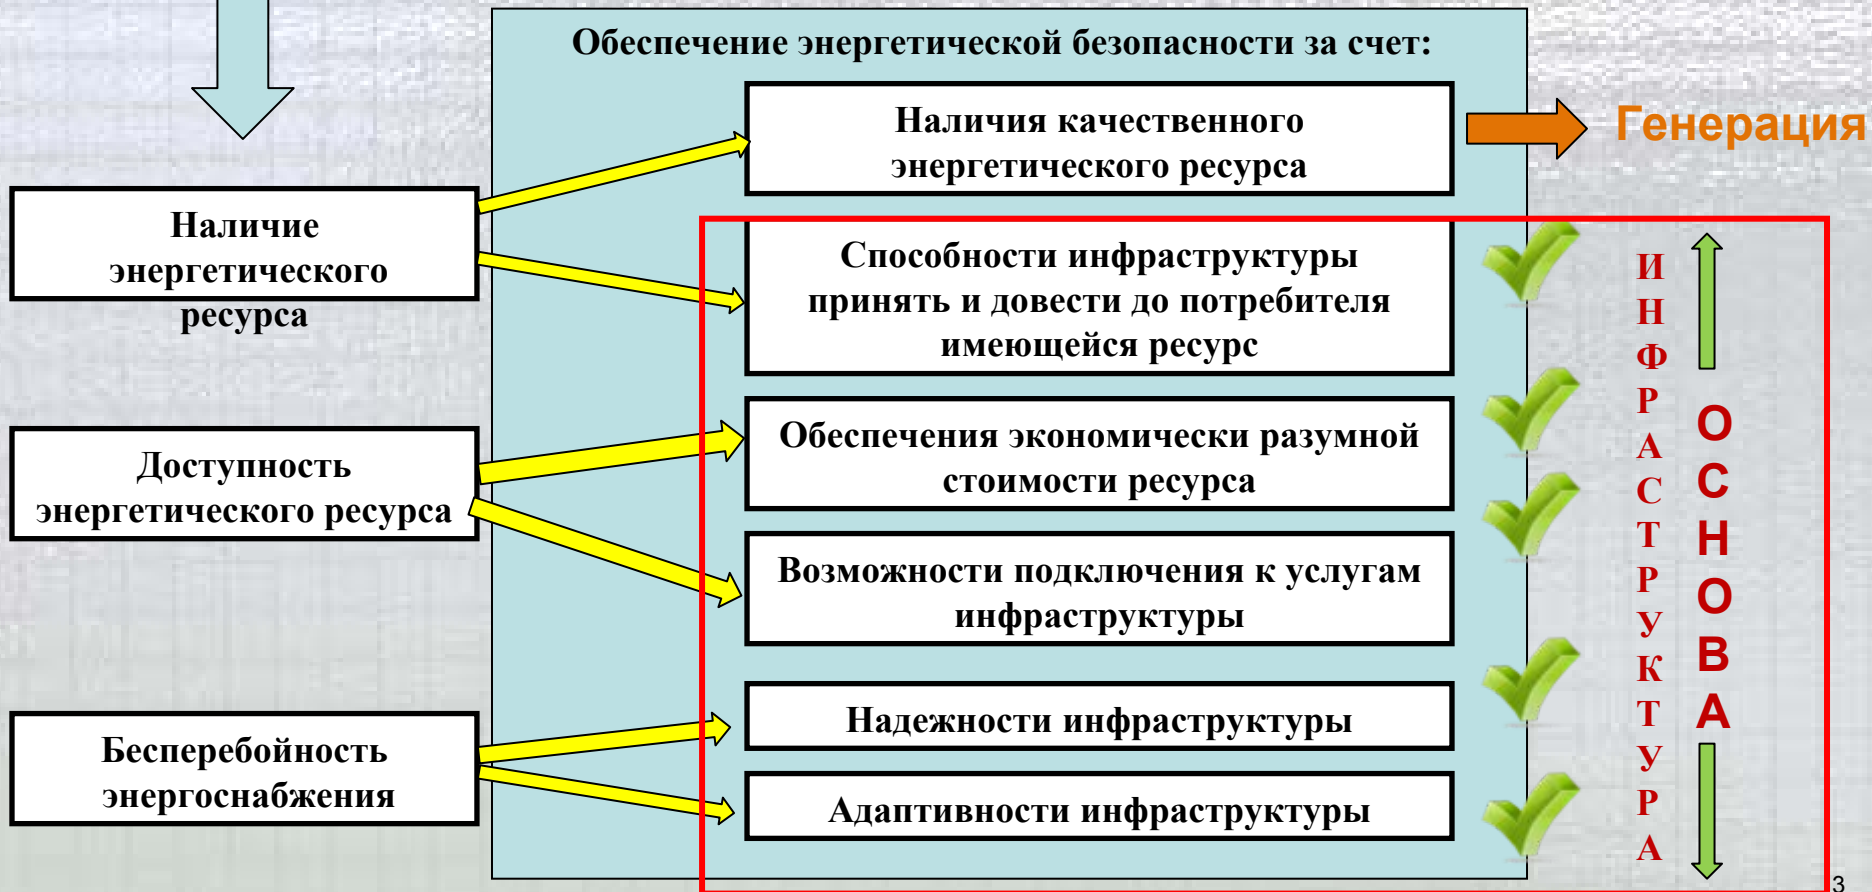 Обеспечение энергетической безопасности за счет:
Наличие
энергетического
ресурса
Доступность
энергетического ресурса
Бесперебойность
энергоснабжения
Наличия качественного
энергетического ресурса
Способности инфраструктуры
принять и довести до потребителя
имеющейся ресурс
Обеспечения экономически разумной
стоимости ресурса
Возможности подключения к услугам
инфраструктуры
Надежности инфраструктуры
Адаптивности инфраструктуры
Генерация
ИНФРАСТРУКТУРА
ОСНОВА
3